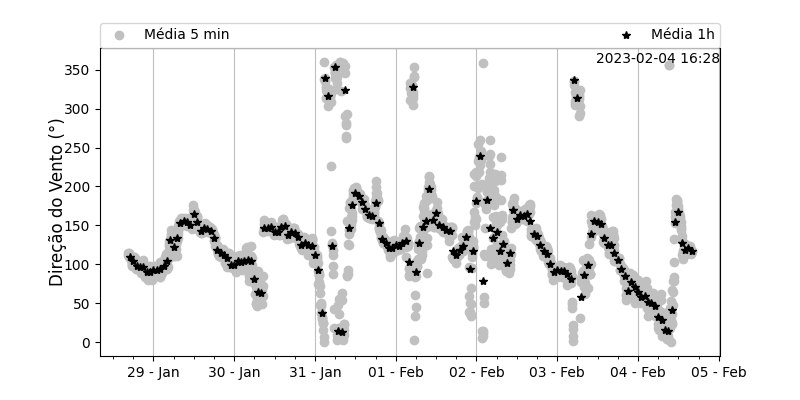 Média 5 min
Média 1h
2023-02-04 16:28
Direção do Vento (°)
350
300
250
200
150
100
50
0
29 - Jan
30 - Jan
31 - Jan
01 - Feb
02 - Feb
03 - Feb
04 - Feb
05 - Feb